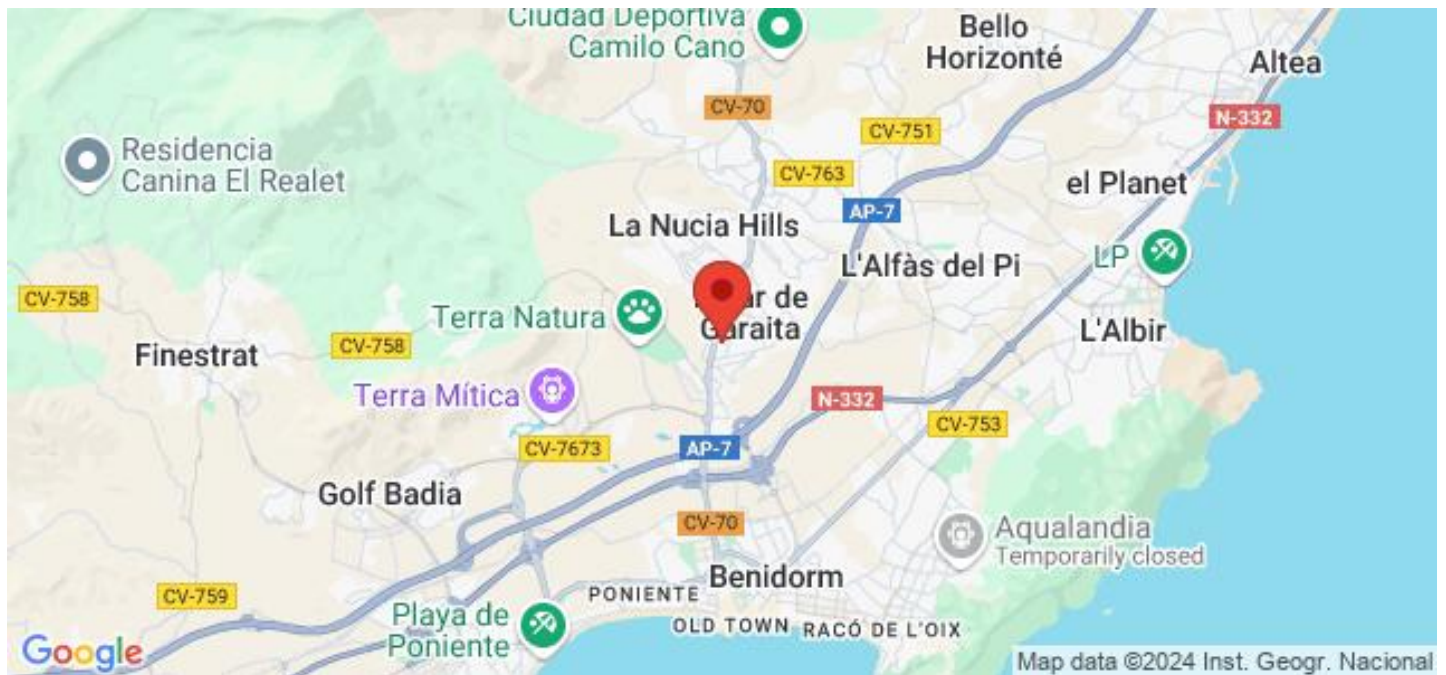 Ciudad Deportiva
Camilo Cano
Bello
Horizonté
Altea
CV-70
N-332
CV-751
Residencia
Canina El Realet
CV-763
el Planet
AP-7
La Nucia Hills
LP
L'Alfàs del Pi
CV-758
ar de
Garaita
Terra Natura
L'Albir
CV-758
Finestrat
Terra Mítica
N-332
CV-753
CV-7673
AP-7
Golf Badia
CV-70
Aqualandia
Temporarily closed
Benidorm
CV-759
PONIENTE
Playa de
Poniente
OLD TOWN
RACÓ DE L'OIX
Google
Map data ©2024 Inst. Geogr. Nacional